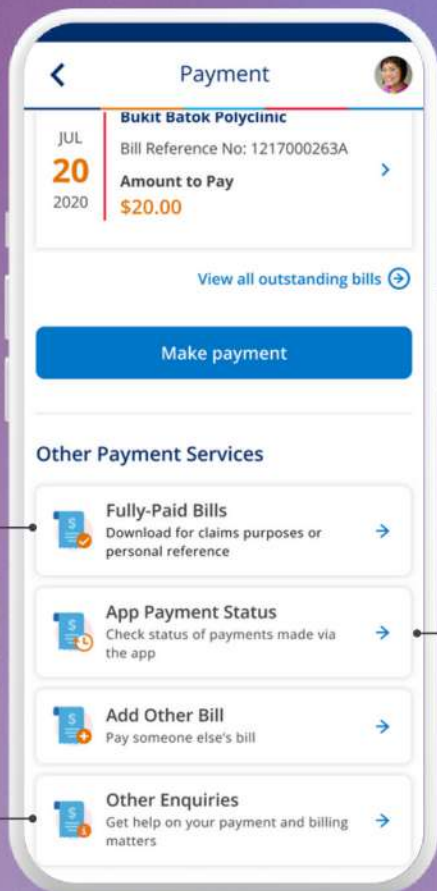 Payment
Bukit Batok Polyclinic
JUL
20
2020
Bill Reference No: 1217000263A
Amount to Pay
$20.00
View all outstanding bills
Make payment
Other Payment Services
Fully-Paid Bills
Download for claims purposes or
personal reference
App Payment Status
Check status of payments made via
the app
Add Other Bill
Pay someone else's bill
Other Enquiries
Get help on your payment and billing
matters